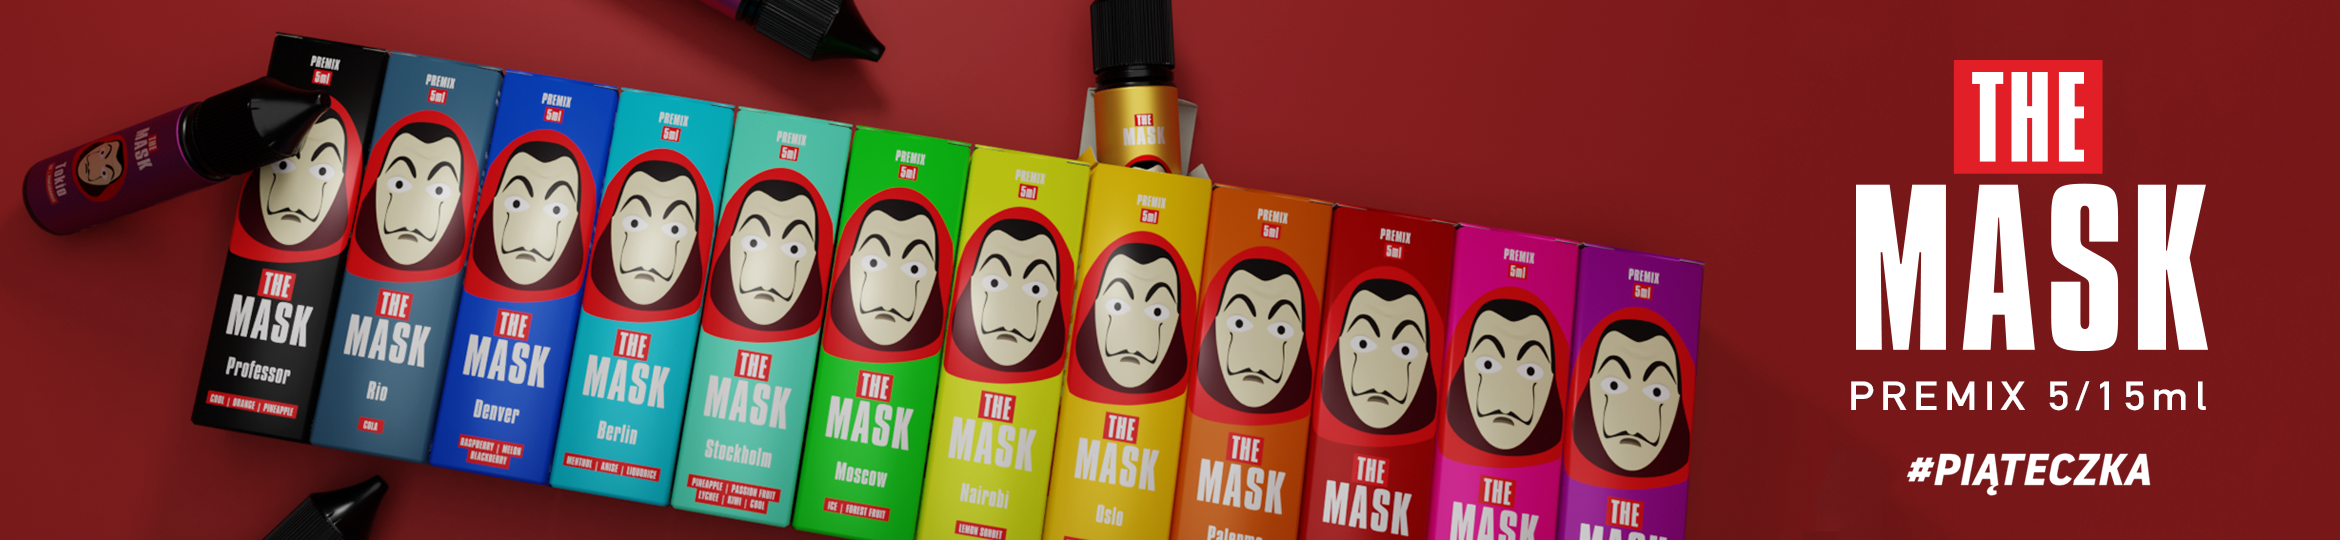 THE
MASK
Tokio
PREMIX
5ml
THE
MASK
Professor
COOL | ORANGE | PINEAPPLE
PREMIX
5ml
THE
MASK
Rio
COLA
PREMIX
5ml
THE
MASK
Denver
RASPBERRY | MELON
BLACKBERRY
PREMIX
5ml
THE
MASK
Berlin
MENTHOL | ANISE | LIQUORICE
PREMIX
5ml
THE
MASK
Stockholm
PINEAPPLE | PASSION FRUIT
LYCHEE | KIWI | COOL
PREMIX
5ml
THE
MASK
Moscow
ICE | FOREST FRUIT
PREMIX
5ml
THE
MASK
Nairobi
LEMON SORBET
THE
MASK
PREMIX
5ml
THE
MASK
Oslo
PREMIX
5ml
THE
MASK
Palermo
PREMIX
5ml
THE
MASK
PREMIX
5ml
THE
MASK
PREMIX
5ml
THE
MASK
THE
MASK
PREMIX 5/15ml
#PIĄTECZKA